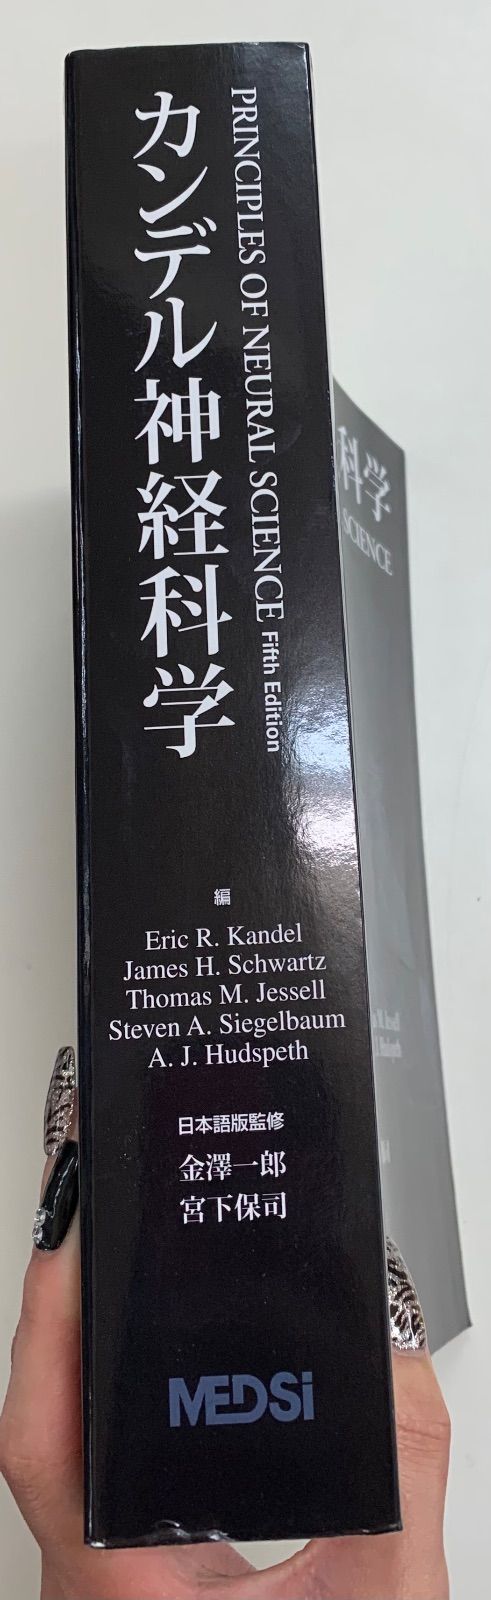 カンデル神経科学
PRINCIPLES OF NEURAL SCIENCE Fifth Edition
編
Eric R. Kandel
James H. Schwartz
Thomas M. Jessell
Steven A. Siegelbaum
A. J. Hudspeth
日本語版監修
金澤一郎
宮下保司
MEDSi
科学
SCIENCE
M. Jessell
Hudspeth